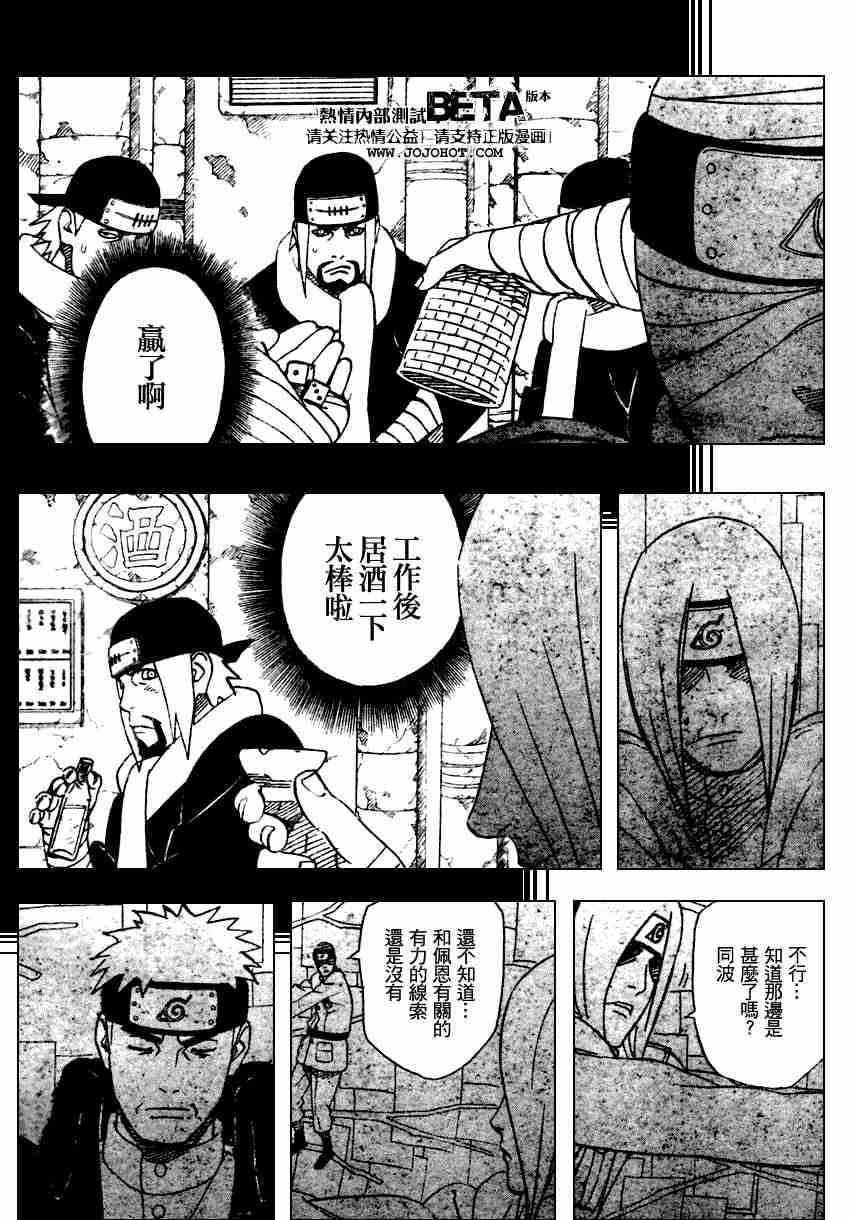 熱情內部測試BETA版本
请关注热情公益 请支持正版漫画
WWW.JOJOHOT.COM
贏了啊
工作後
居酒一下
太棒啦
酒
不行…
知道那邊是
甚麼了嗎？
同波
還不知道…
和佩恩有關的
有力的線索
還是沒有